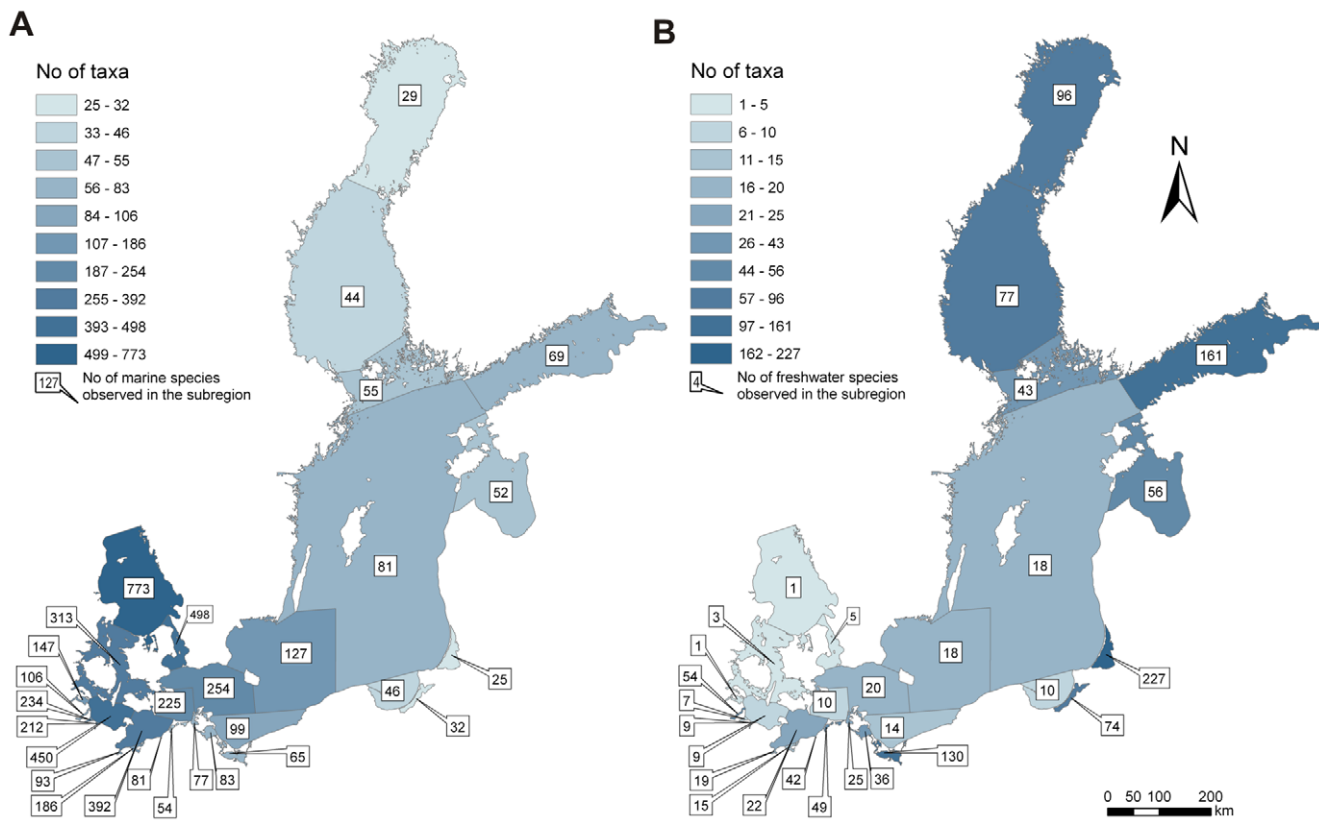 A
No of taxa
25 - 32
33 - 46
47 - 55
56 - 83
84 - 106
107 - 186
187 - 254
255 - 392
393 - 498
499 - 773
127
No of marine species
observed in the subregion
29
44
69
55
52
81
773
498
313
147
106
234
212
450
93
186
392
81
54
77
83
65
99
225
254
127
46
32
25
B
No of taxa
1 - 5
6 - 10
11 - 15
16 - 20
21 - 25
26 - 43
44 - 56
57 - 96
97 - 161
162 - 227
4
No of freshwater species
observed in the subregion
N
96
77
161
43
56
18
1
5
3
1
54
7
9
9
19
15
22
42
49
25
36
130
14
10
20
18
10
74
227
0 50 100 200
km